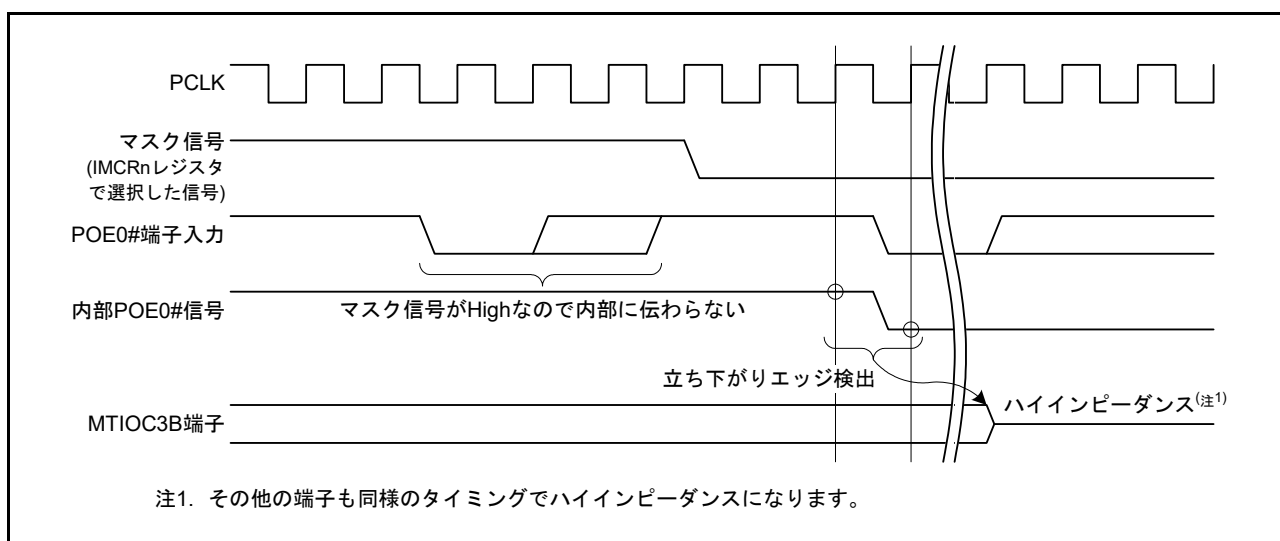 PCLK
マスク信号
(IMCRnレジスタ
で選択した信号)
POE0#端子入力
内部POE0#信号
マスク信号がHighなので内部に伝わらない
立ち下がりエッジ検出
ハイインピーダンス(注1)
MTIOC3B端子
注1. その他の端子も同様のタイミングでハイインピーダンスになります。